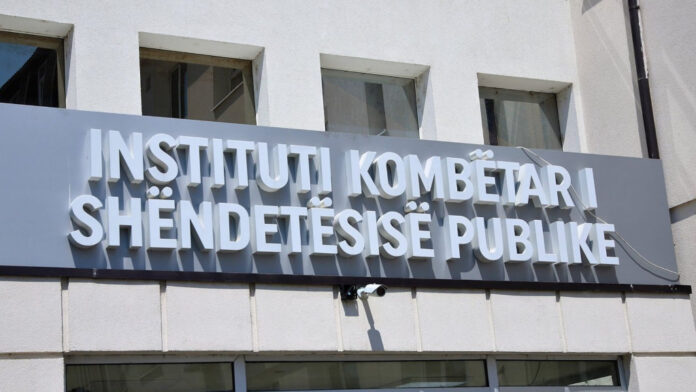 INSTITUTI KOMBËTAR I
SHËNDETËSISË PUBLIKE